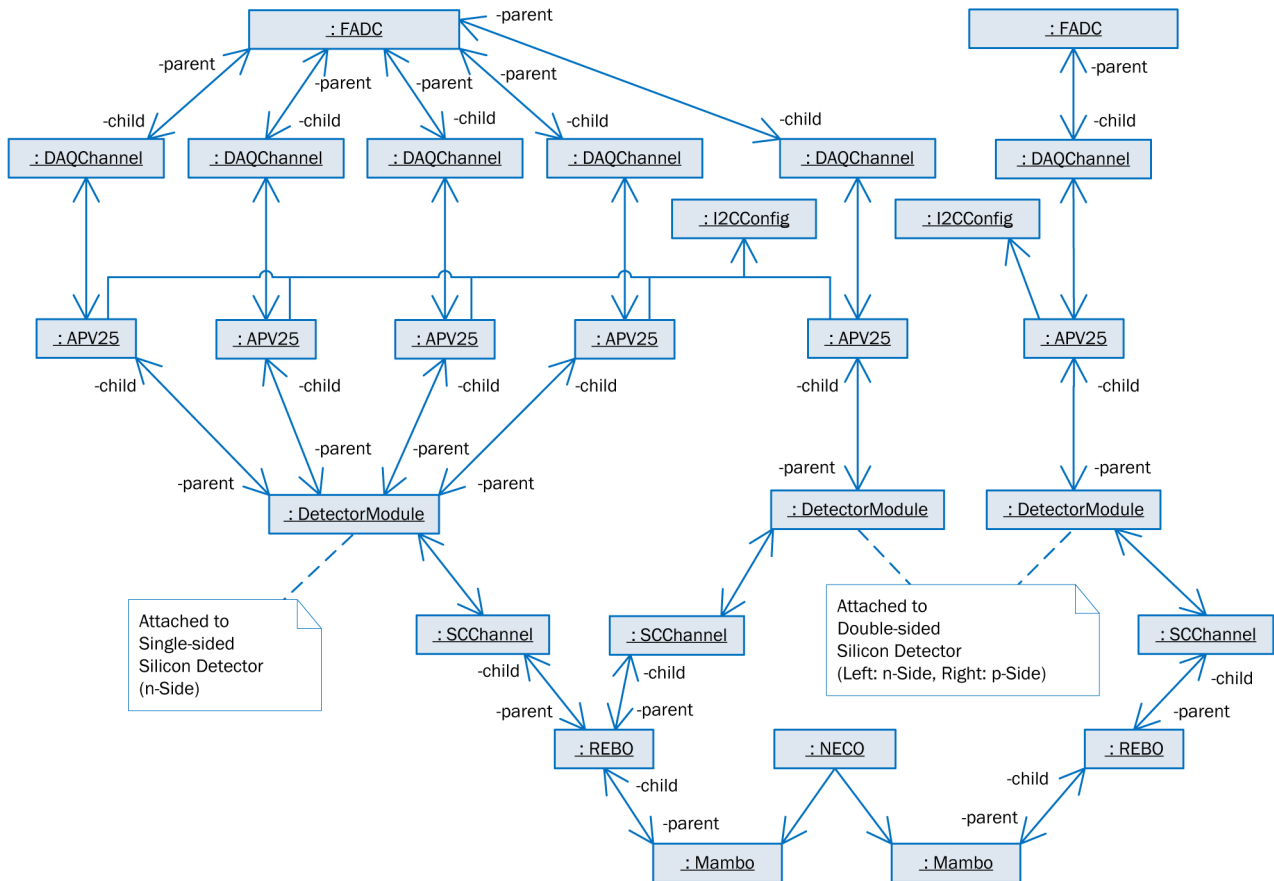 : FADC
: FADC
-parent
-parent
-parent
-parent
-parent
-parent
-child
-child
-child
-child
-child
-child
: DAQChannel
: DAQChannel
: DAQChannel
: DAQChannel
: DAQChannel
: DAQChannel
: I2CConfig
: I2CConfig
: APV25
: APV25
: APV25
: APV25
: APV25
: APV25
-child
-child
-child
-child
-child
-child
-parent
-parent
-parent
-parent
-parent
-parent
: DetectorModule
: DetectorModule
: DetectorModule
Attached to
Single-sided
Silicon Detector
(n-Side)
Attached to
Double-sided
Silicon Detector
(Left: n-Side, Right: p-Side)
: SCChannel
: SCChannel
: SCChannel
-child
-child
-child
-parent
-parent
-parent
: REBO
: NECO
: REBO
-child
-child
-parent
-parent
: Mambo
: Mambo